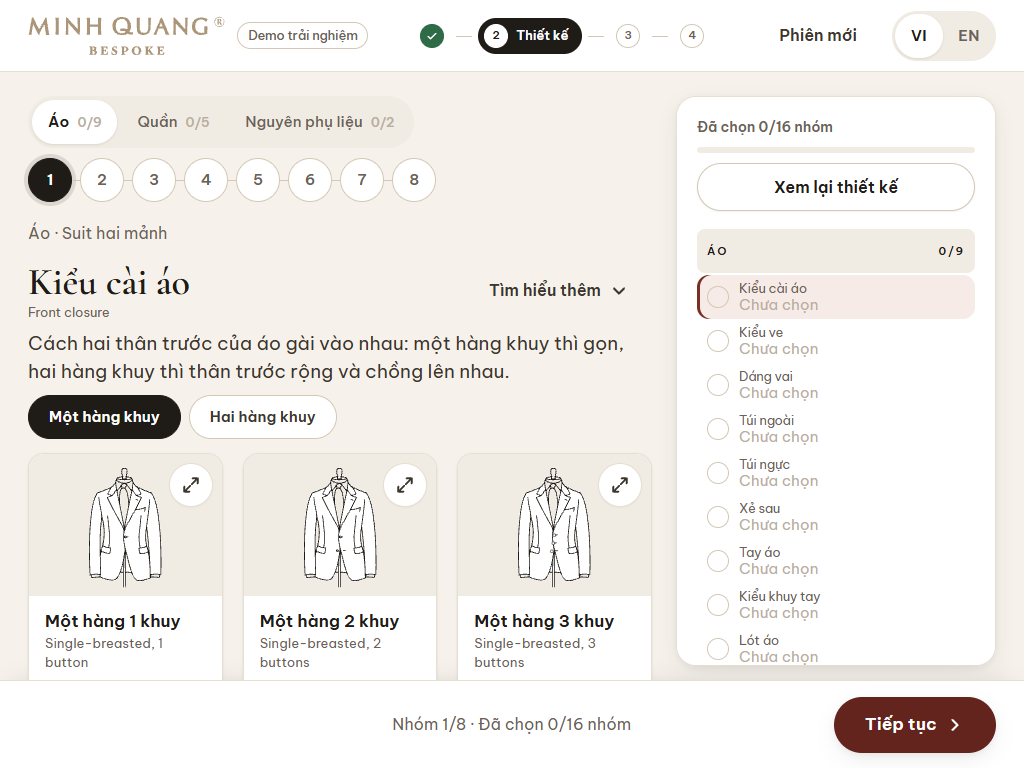 MINH QUANG®
BESPOKE
Demo trải nghiệm
2 Thiết kế
3
4
Phiên mới
VI
EN
Áo 0/9
Quần 0/5
Nguyên phụ liệu 0/2
1
2
3
4
5
6
7
8
Áo · Suit hai mảnh
Kiểu cài áo
Front closure
Tìm hiểu thêm
Cách hai thân trước của áo gài vào nhau: một hàng khuy thì gọn,
hai hàng khuy thì thân trước rộng và chồng lên nhau.
Một hàng khuy
Hai hàng khuy
Một hàng 1 khuy
Single-breasted, 1
button
Một hàng 2 khuy
Single-breasted, 2
buttons
Một hàng 3 khuy
Single-breasted, 3
buttons
Đã chọn 0/16 nhóm
Xem lại thiết kế
ÁO 0/9
Kiểu cài áo
Chưa chọn
Kiểu ve
Chưa chọn
Dáng vai
Chưa chọn
Túi ngoài
Chưa chọn
Túi ngực
Chưa chọn
Xẻ sau
Chưa chọn
Tay áo
Chưa chọn
Kiểu khuy tay
Chưa chọn
Lót áo
Chưa chọn
Nhóm 1/8 · Đã chọn 0/16 nhóm
Tiếp tục